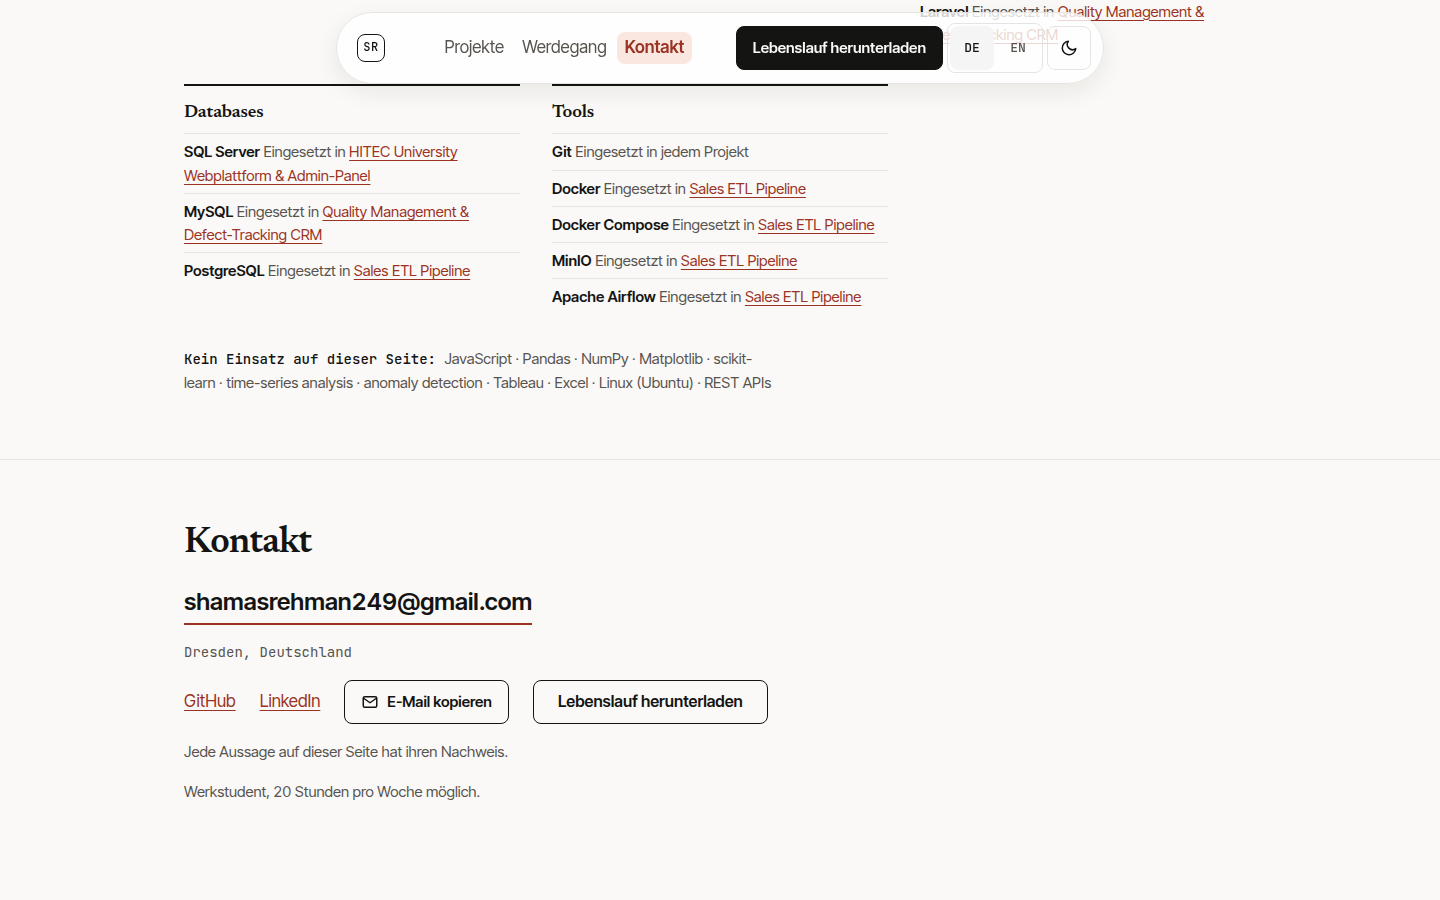 Laravel Eingesetzt in Quality Management &
SR
Projekte
Werdegang
Kontakt
Lebenslauf herunterladen
DE
EN
Databases
SQL Server Eingesetzt in HITEC University
Webplattform & Admin-Panel
MySQL Eingesetzt in Quality Management &
Defect-Tracking CRM
PostgreSQL Eingesetzt in Sales ETL Pipeline
Tools
Git Eingesetzt in jedem Projekt
Docker Eingesetzt in Sales ETL Pipeline
Docker Compose Eingesetzt in Sales ETL Pipeline
MinIO Eingesetzt in Sales ETL Pipeline
Apache Airflow Eingesetzt in Sales ETL Pipeline
Kein Einsatz auf dieser Seite: JavaScript · Pandas · NumPy · Matplotlib · scikit-
learn · time-series analysis · anomaly detection · Tableau · Excel · Linux (Ubuntu) · REST APIs
Kontakt
shamasrehman249@gmail.com
Dresden, Deutschland
GitHub
LinkedIn
E-Mail kopieren
Lebenslauf herunterladen
Jede Aussage auf dieser Seite hat ihren Nachweis.
Werkstudent, 20 Stunden pro Woche möglich.